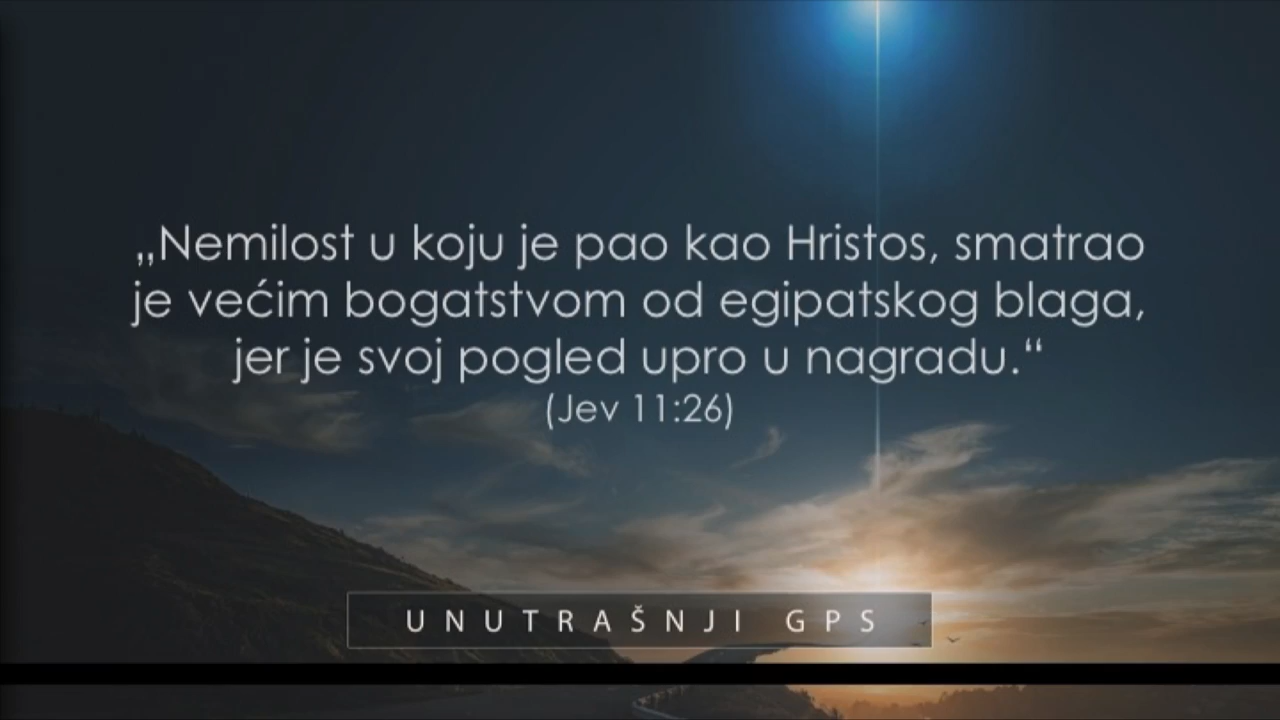 „Nemilost u koju je pao kao Hristos, smatrao
je većim bogatstvom od egipatskog blaga,
jer je svoj pogled upro u nagradu.“
(Jev 11:26)
UNUTRAŠNJI GPS